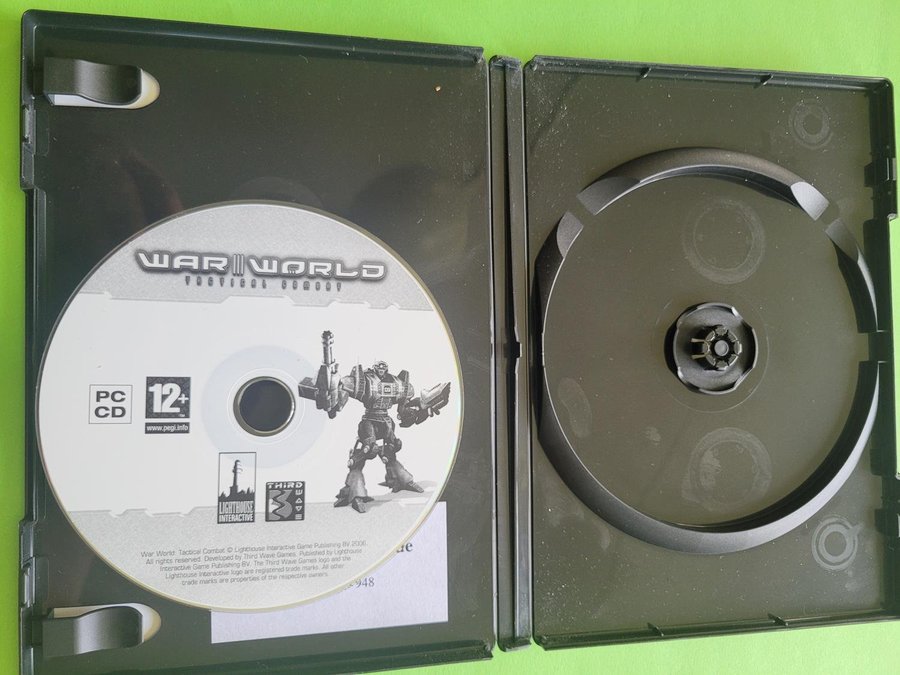 WAR WORLD
TACTICAL COMBAT
PC
CD
12+
www.pegi.info
LIGHTHOUSE
INTERACTIVE
THIRD
3
WAVE
War World: Tactical Combat © Lighthouse Interactive Game Publishing BV 2006.
All rights reserved. Developed by Third Wave Games. Published by Lighthouse
Interactive Game Publishing BV. The Third Wave Games logo and the
Lighthouse Interactive logo are registered trade marks. All other
trade marks are properties of the respective owners.
de
948